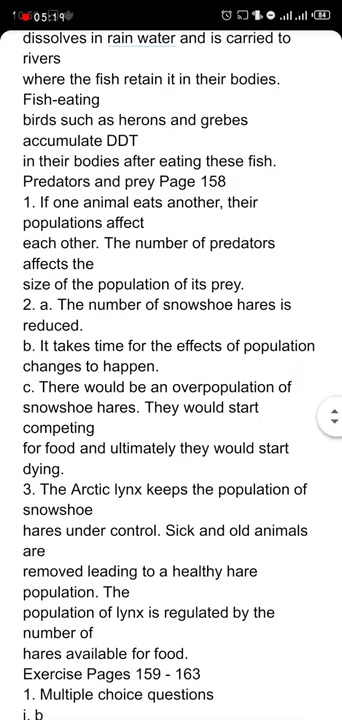 05:19
84
dissolves in rain water and is carried to
rivers
where the fish retain it in their bodies.
Fish-eating
birds such as herons and grebes
accumulate DDT
in their bodies after eating these fish.
Predators and prey Page 158
1. If one animal eats another, their
populations affect
each other. The number of predators
affects the
size of the population of its prey.
2. a. The number of snowshoe hares is
reduced.
b. It takes time for the effects of population
changes to happen.
c. There would be an overpopulation of
snowshoe hares. They would start
competing
for food and ultimately they would start
dying.
3. The Arctic lynx keeps the population of
snowshoe
hares under control. Sick and old animals
are
removed leading to a healthy hare
population. The
population of lynx is regulated by the
number of
hares available for food.
Exercise Pages 159 - 163
1. Multiple choice questions
i. b